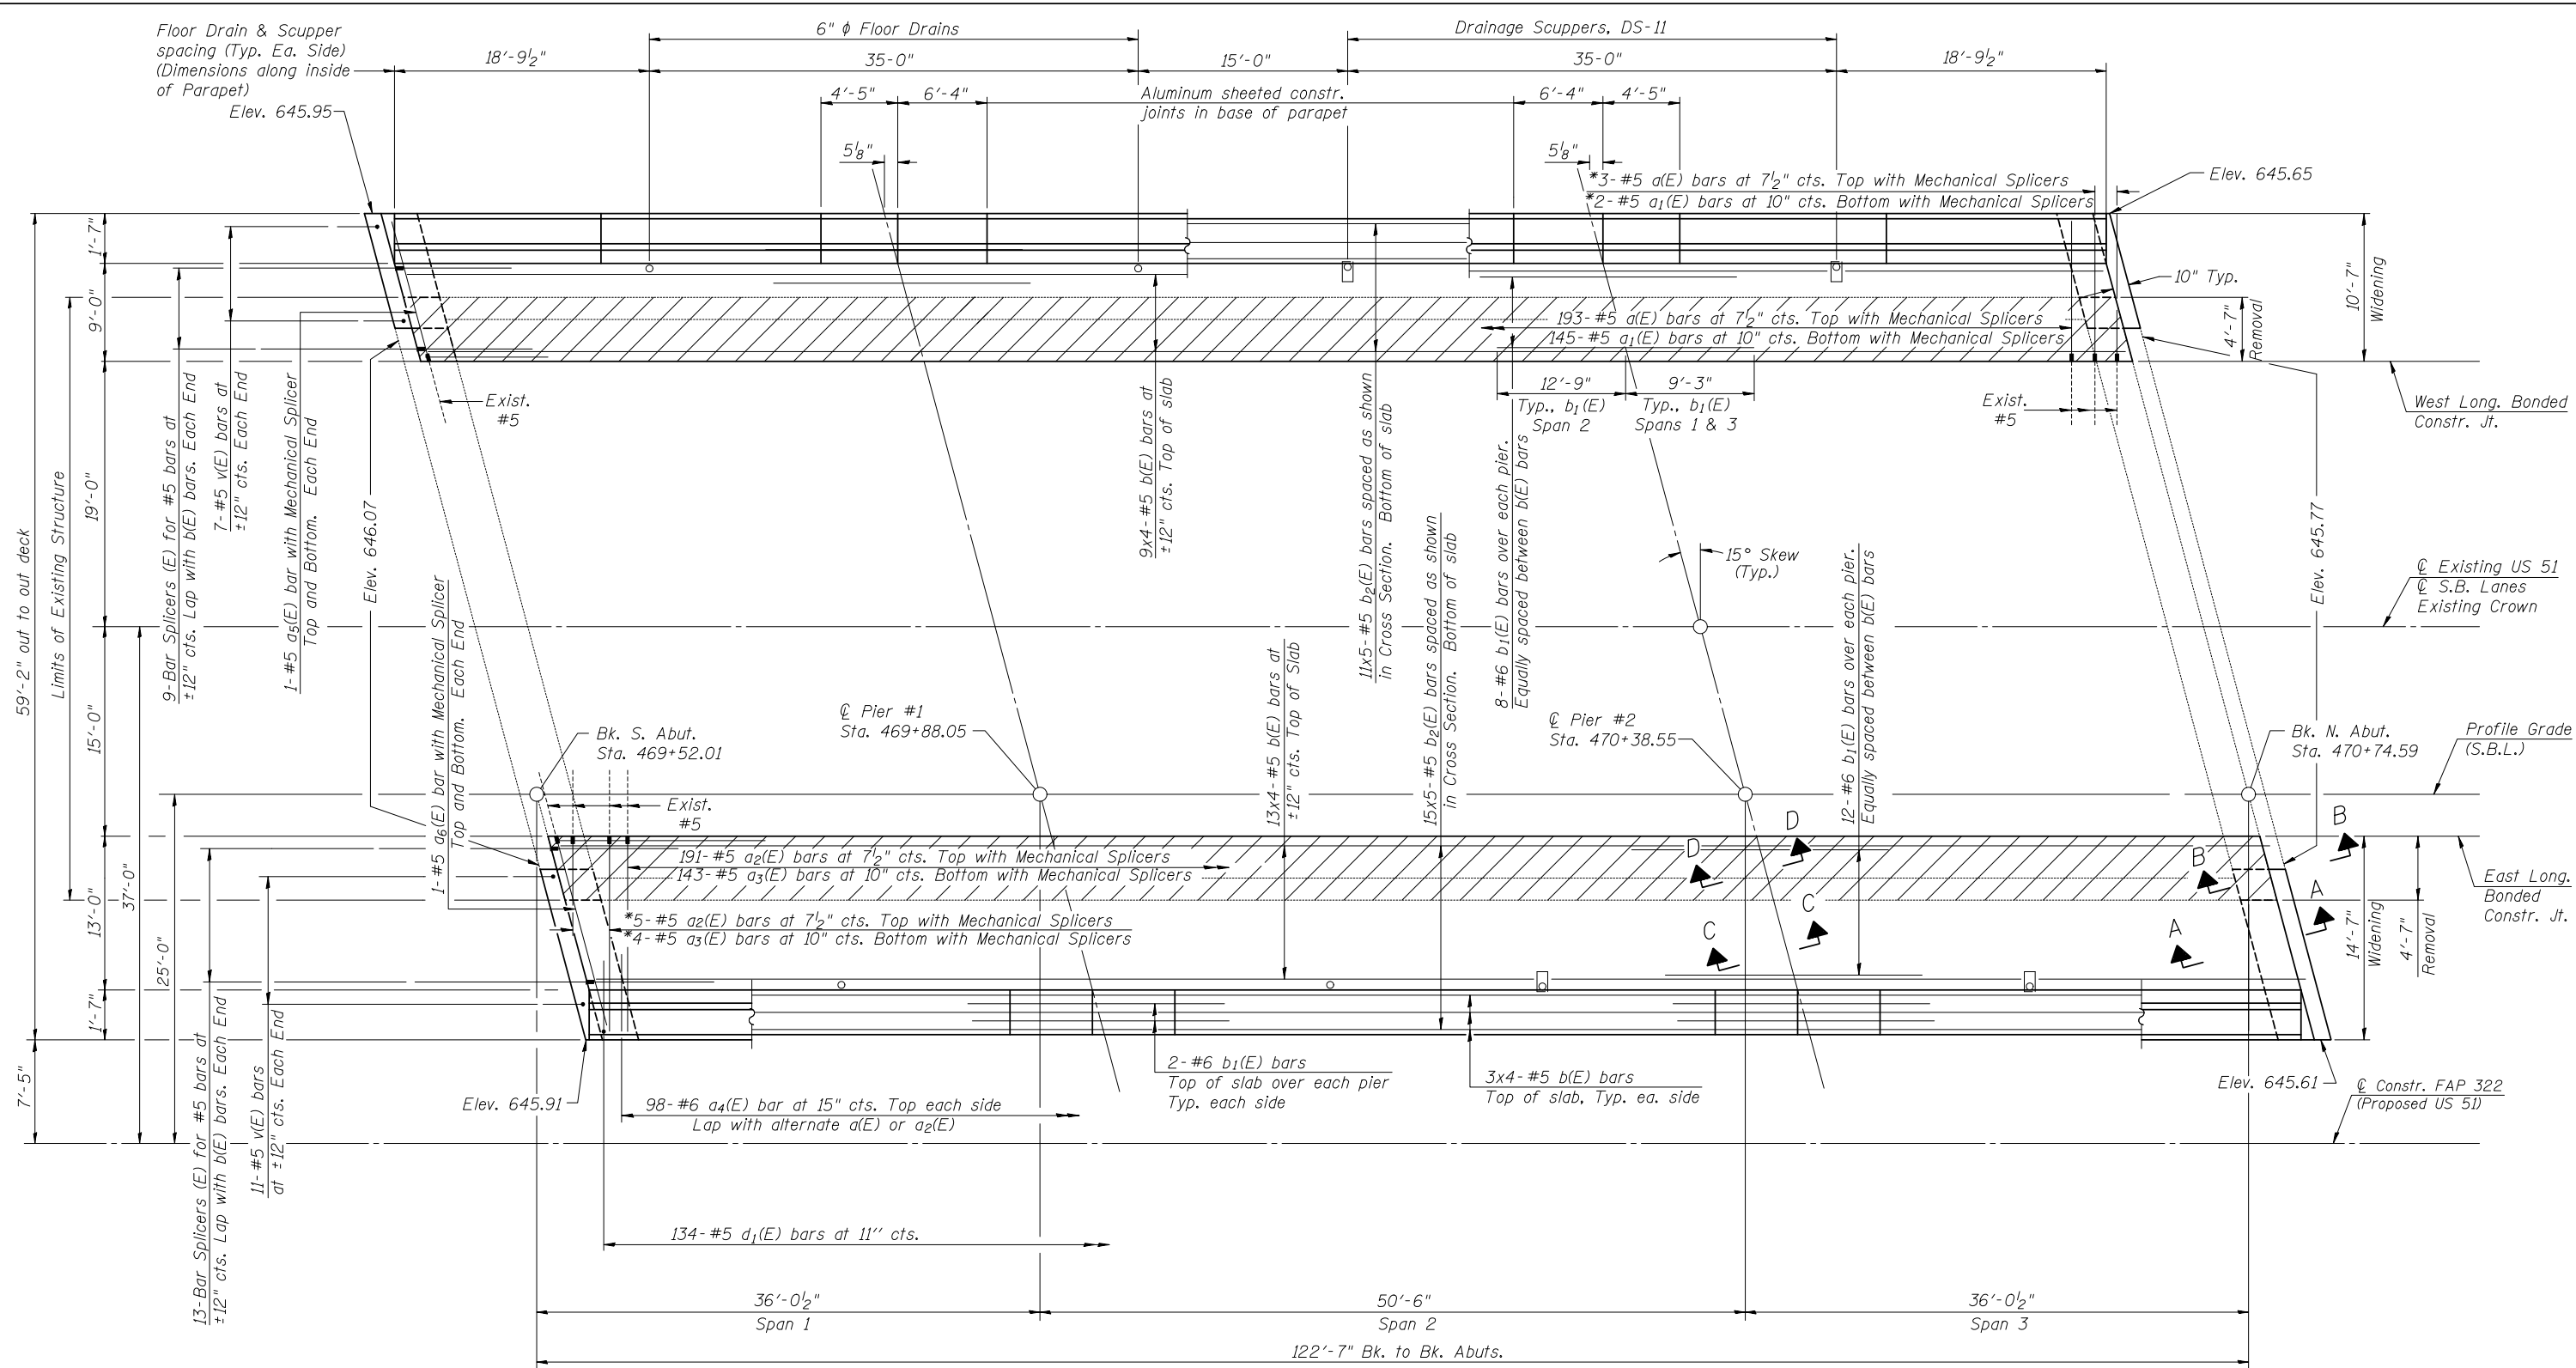 Floor Drain & Scupper
spacing (Typ. Ea. Side)
(Dimensions along inside
of Parapet)
Elev. 645.95
18'-9½"
6" ϕ Floor Drains
35-0"
15'-0"
Drainage Scuppers, DS-11
35-0"
18'-9½"
4'-5"
6'-4"
Aluminum sheeted constr.
joints in base of parapet
6'-4"
4'-5"
5⅛"
5⅛"
*3-#5 a(E) bars at 7½" cts. Top with Mechanical Splicers
*2-#5 a₁(E) bars at 10" cts. Bottom with Mechanical Splicers
Elev. 645.65
10" Typ.
10'-7"
Widening
4'-7"
Removal
193-#5 a(E) bars at 7½" cts. Top with Mechanical Splicers
145-#5 a₁(E) bars at 10" cts. Bottom with Mechanical Splicers
12'-9"
Typ., b₁(E)
Span 2
9'-3"
Typ., b₁(E)
Spans 1 & 3
Exist.
#5
West Long. Bonded
Constr. Jt.
59'-2" out to out deck
Limits of Existing Structure
1'-7"
9'-0"
19'-0"
15'-0"
13'-0"
1'-7"
7'-5"
37'-0"
25'-0"
9-Bar Splicers (E) for #5 bars at
±12" cts. Lap with b(E) bars. Each End
7-#5 v(E) bars at
±12" cts. Each End
1-#5 a₅(E) bar with Mechanical Splicer
Top and Bottom. Each End
Elev. 646.07
Exist.
#5
1-#5 a₆(E) bar with Mechanical Splicer
Top and Bottom. Each End
9x4-#5 b(E) bars at
±12" cts. Top of slab
11x5-#5 b₂(E) bars spaced as shown
in Cross Section. Bottom of slab
8-#6 b₁(E) bars over each pier.
Equally spaced between b(E) bars
15° Skew
(Typ.)
Elev. 645.77
℄ Existing US 51
℄ S.B. Lanes
Existing Crown
13x4-#5 b(E) bars at
±12" cts. Top of Slab
15x5-#5 b₂(E) bars spaced as shown
in Cross Section. Bottom of slab
12-#6 b₁(E) bars over each pier.
Equally spaced between b(E) bars
Bk. S. Abut.
Sta. 469+52.01
℄ Pier #1
Sta. 469+88.05
℄ Pier #2
Sta. 470+38.55
Bk. N. Abut.
Sta. 470+74.59
Profile Grade
(S.B.L.)
Exist.
#5
191-#5 a₂(E) bars at 7½" cts. Top with Mechanical Splicers
143-#5 a₃(E) bars at 10" cts. Bottom with Mechanical Splicers
*5-#5 a2(E) bars at 7½" cts. Top with Mechanical Splicers
*4-#5 a₃(E) bars at 10" cts. Bottom with Mechanical Splicers
D
D
C
C
B
B
A
A
14'-7"
Widening
4'-7"
Removal
East Long.
Bonded
Constr. Jt.
13-Bar Splicers (E) for #5 bars at
±12" cts. Lap with b(E) bars. Each End
11-#5 v(E) bars
at ±12" cts. Each End
Elev. 645.91
98-#6 a₄(E) bar at 15" cts. Top each side
Lap with alternate a(E) or a₂(E)
2-#6 b₁(E) bars
Top of slab over each pier
Typ. each side
3x4-#5 b(E) bars
Top of slab, Typ. ea. side
Elev. 645.61
℄ Constr. FAP 322
(Proposed US 51)
134-#5 d₁(E) bars at 11'' cts.
36'-0½"
Span 1
50'-6"
Span 2
36'-0½"
Span 3
122'-7" Bk. to Bk. Abuts.